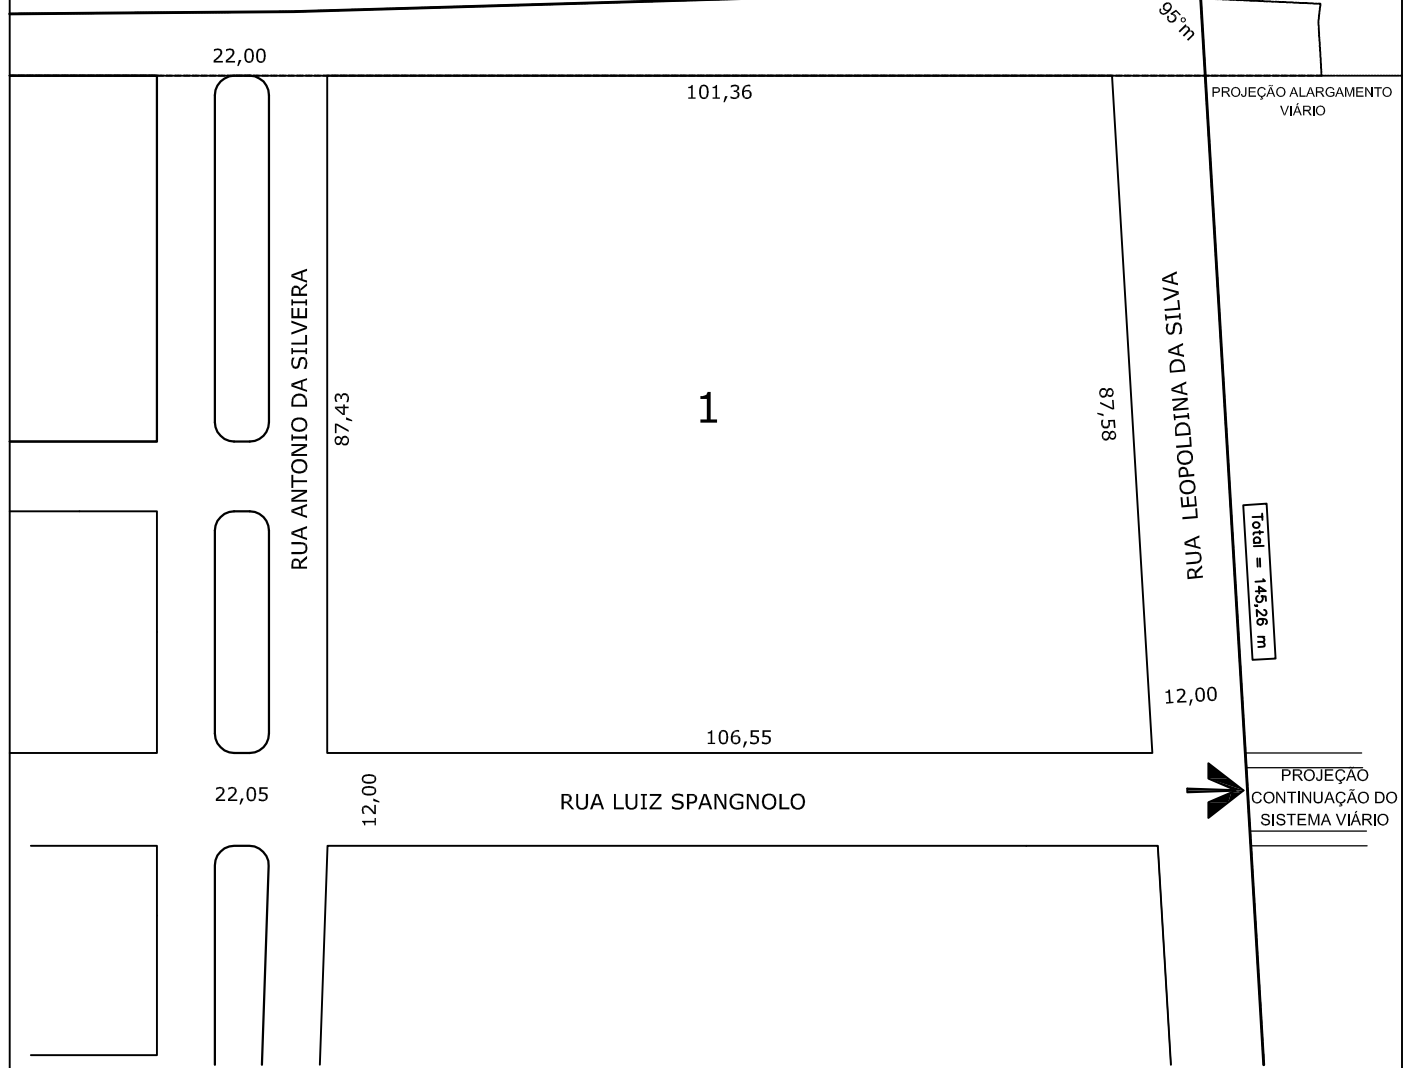 95°m
22,00
101,36
PROJEÇÃO ALARGAMENTO
VIÁRIO
RUA ANTONIO DA SILVEIRA
87,43
1
87,58
RUA LEOPOLDINA DA SILVA
Total = 145,26 m
12,00
106,55
22,05
12,00
RUA LUIZ SPANGNOLO
PROJEÇÃO
CONTINUAÇÃO DO
SISTEMA VIÁRIO